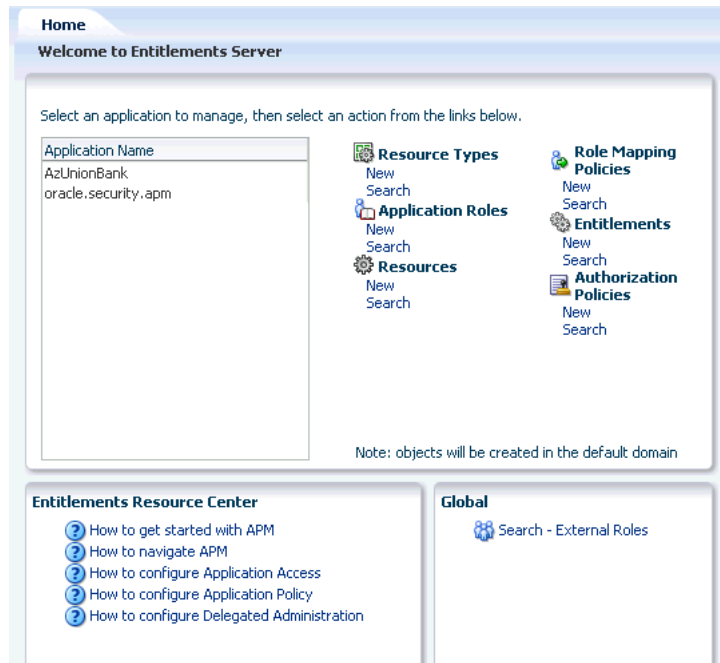 Home
Welcome to Entitlements Server
Select an application to manage, then select an action from the links below.
Application Name
AzUnionBank
oracle.security.apm
Resource Types
New
Search
Application Roles
New
Search
Resources
New
Search
Role Mapping
Policies
New
Search
Entitlements
New
Search
Authorization
Policies
New
Search
Note: objects will be created in the default domain
Entitlements Resource Center
How to get started with APM
How to navigate APM
How to configure Application Access
How to configure Application Policy
How to configure Delegated Administration
Global
Search - External Roles